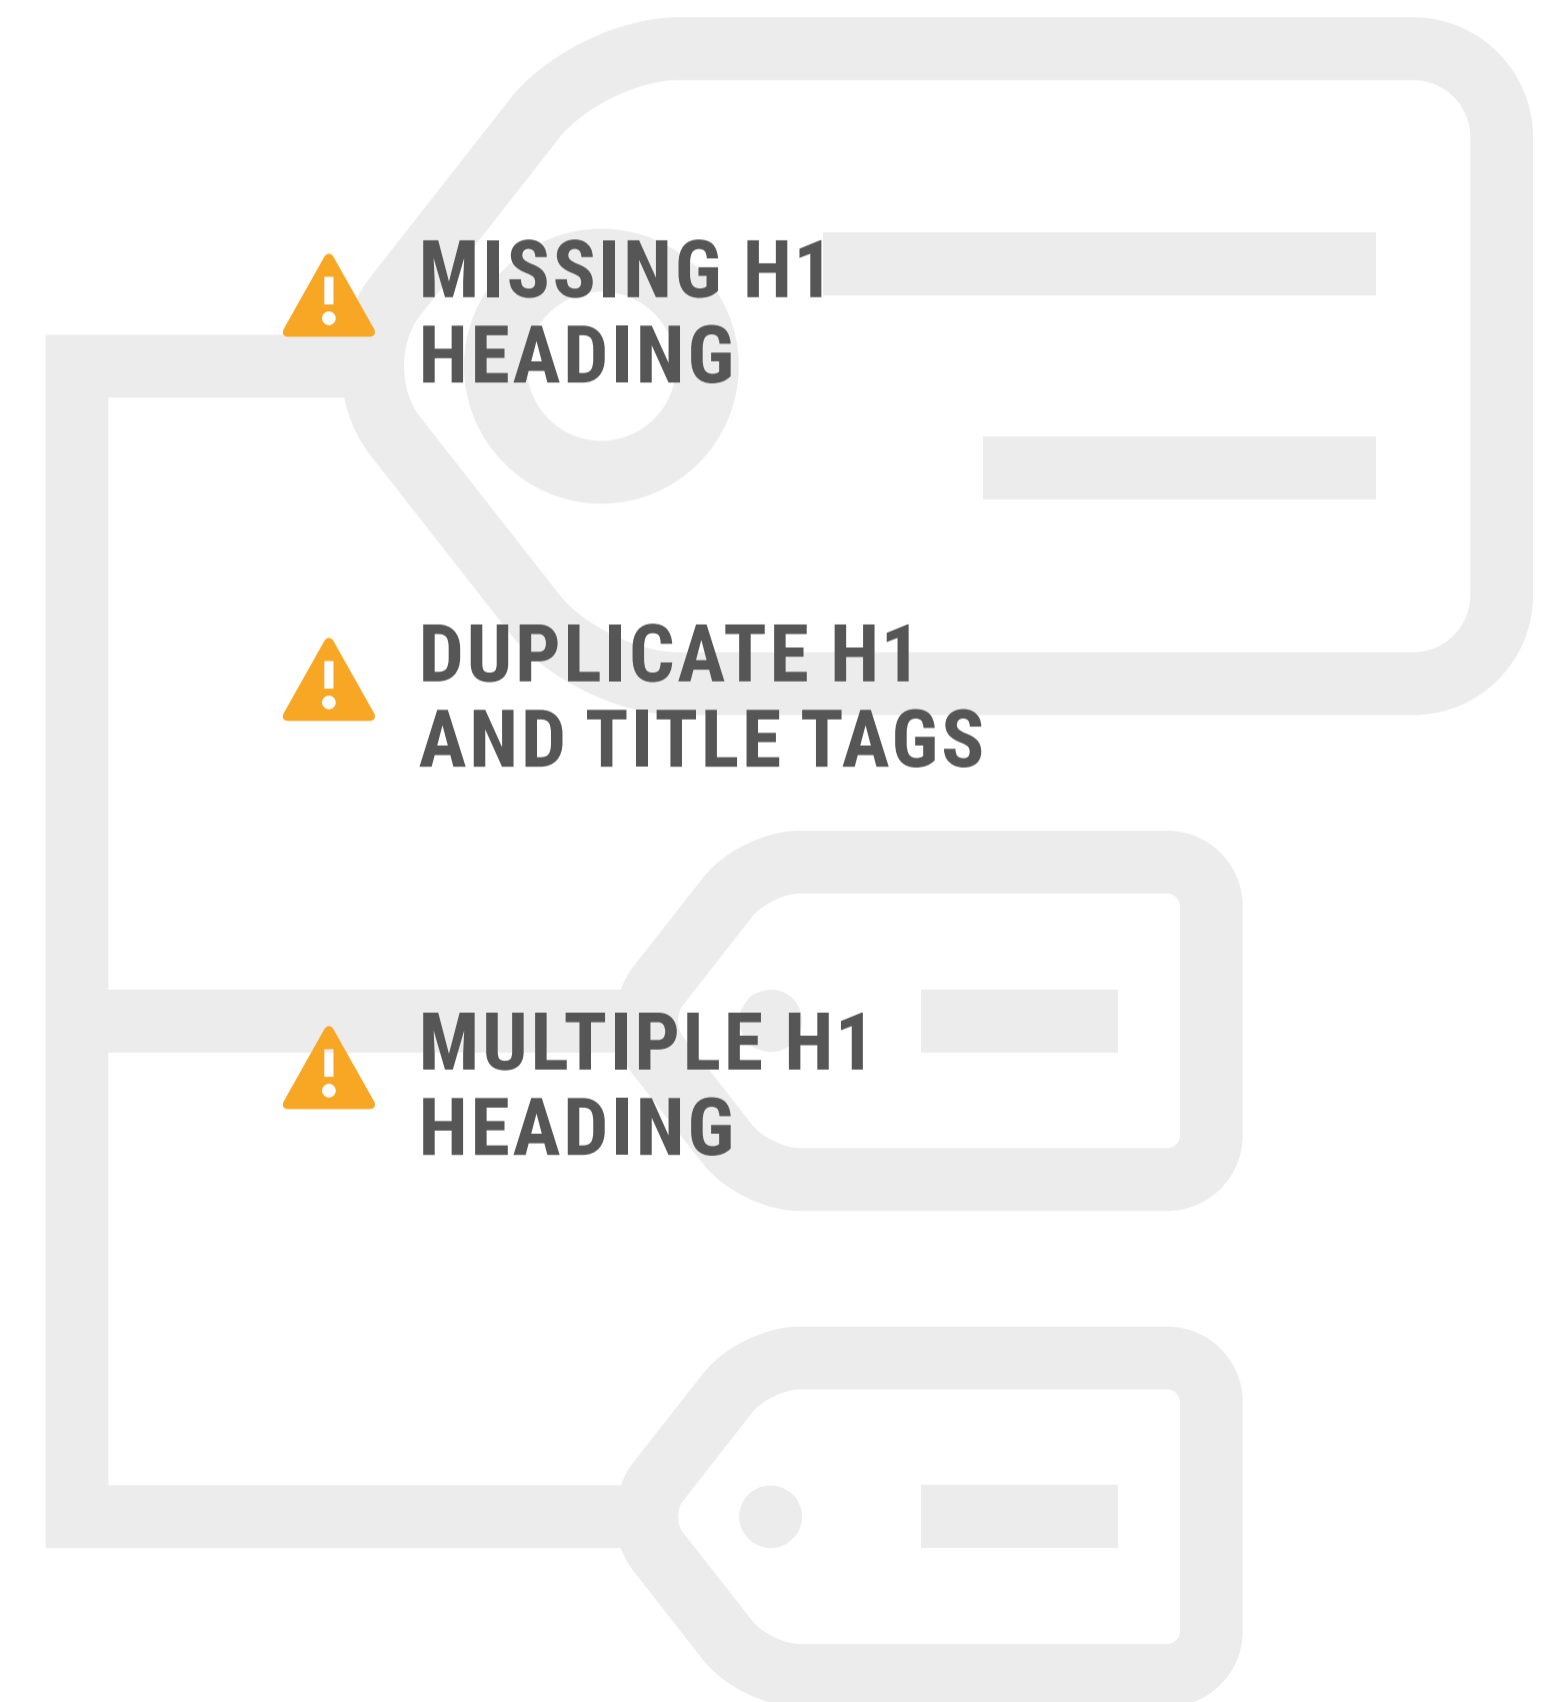 MISSING H1
HEADING
DUPLICATE H1
AND TITLE TAGS
MULTIPLE H1
HEADING